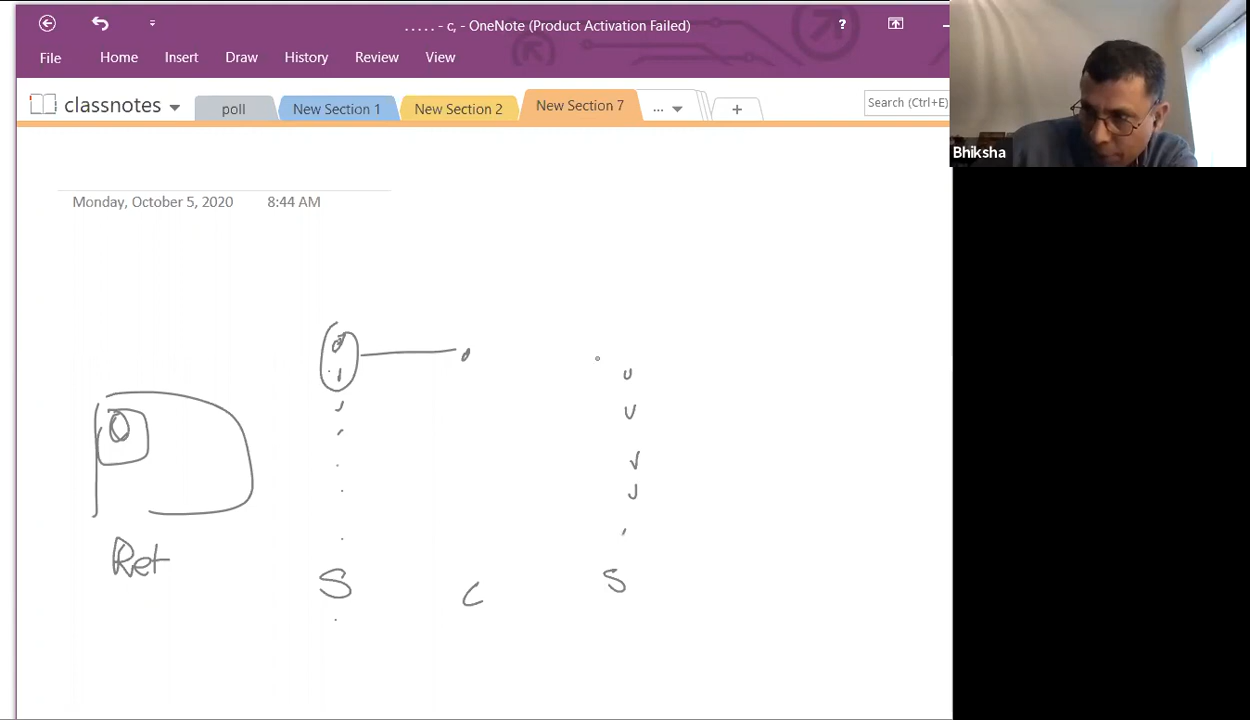 . . . . . - c, - OneNote (Product Activation Failed)
?
File Home Insert Draw History Review View
classnotes poll New Section 1 New Section 2 New Section 7 ... +
Search (Ctrl+E)
Bhiksha
Monday, October 5, 2020 8:44 AM
Ret
S C S